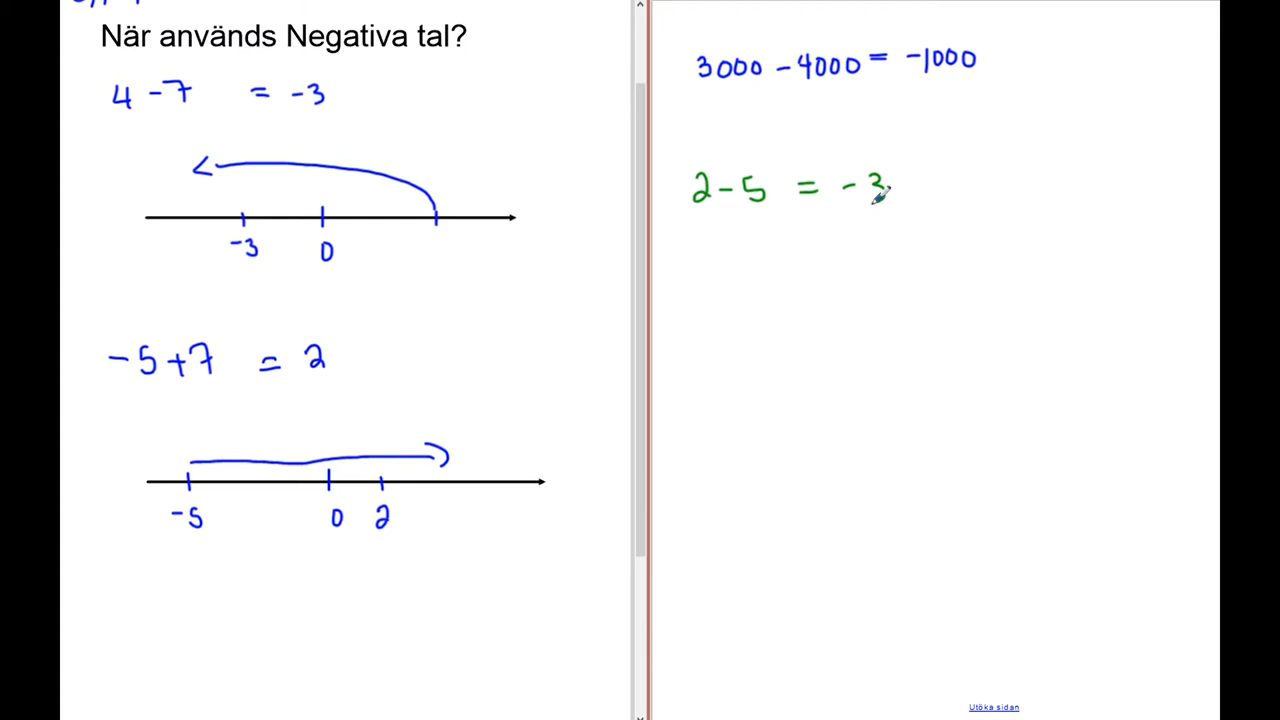 När används Negativa tal?
4 - 7 = -3
-3 0
-5 + 7 = 2
-5 0 2
3000 - 4000 = -1000
2 - 5 = - 3
Utöka sidan